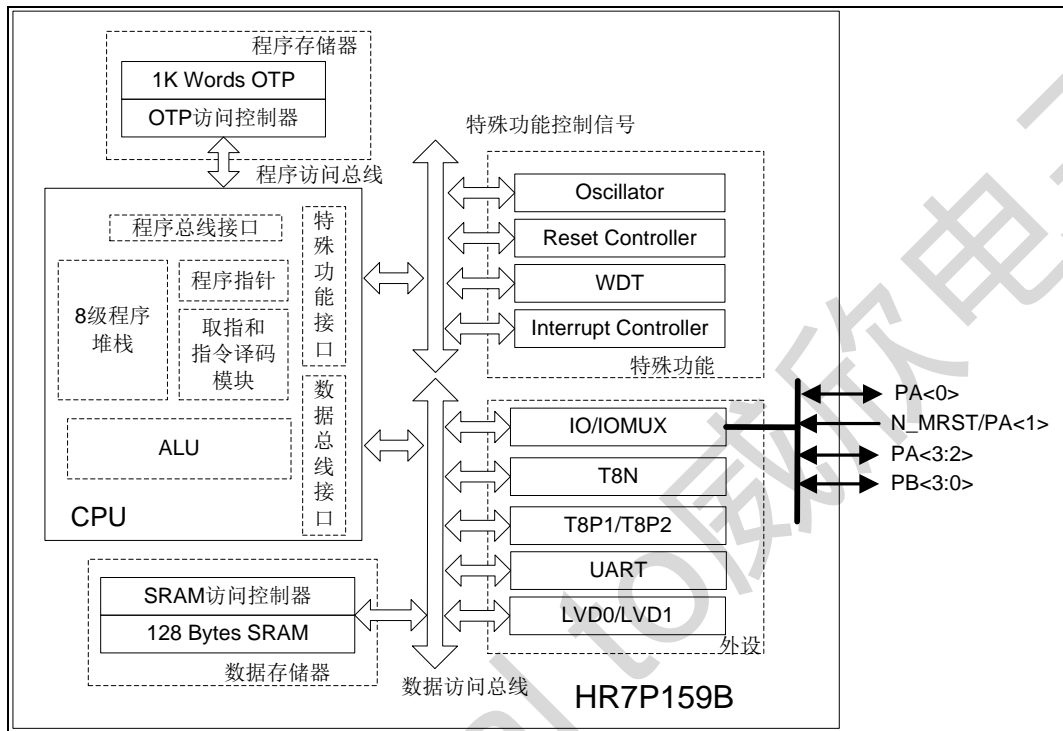 程序存储器
1K Words OTP
OTP访问控制器
程序访问总线
程序总线接口
8级程序
堆栈
程序指针
取指和
指令译码
模块
ALU
CPU
特
殊
功
能
接
口
数
据
总
线
接
口
SRAM访问控制器
128 Bytes SRAM
数据存储器
特殊功能控制信号
Oscillator
Reset Controller
WDT
Interrupt Controller
特殊功能
IO/IOMUX
T8N
T8P1/T8P2
UART
LVD0/LVD1
外设
数据访问总线
HR7P159B
PA<0>
N_MRST/PA<1>
PA<3:2>
PB<3:0>
to威欣电